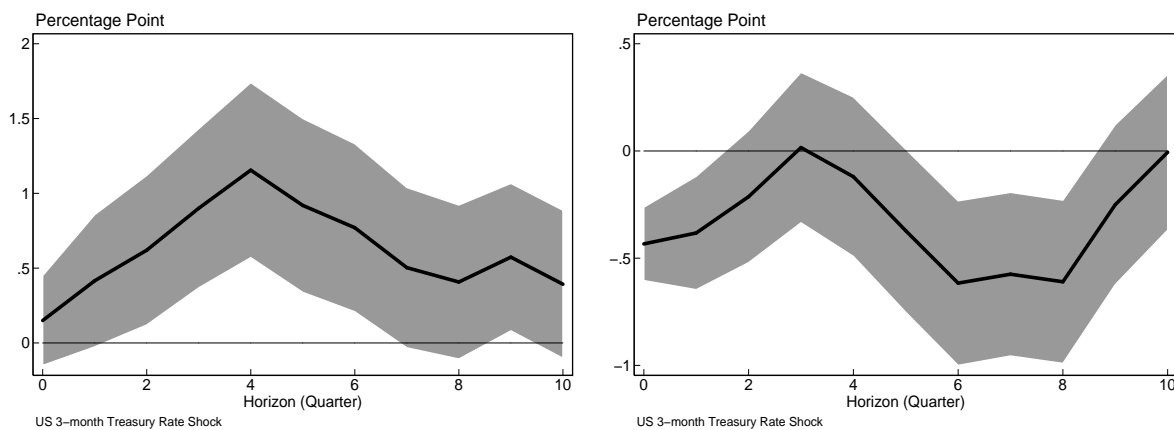 Percentage Point
2
1.5
1
.5
0
0 2 4 6 8 10
Horizon (Quarter)
US 3−month Treasury Rate Shock
Percentage Point
.5
0
−.5
−1
0 2 4 6 8 10
Horizon (Quarter)
US 3−month Treasury Rate Shock